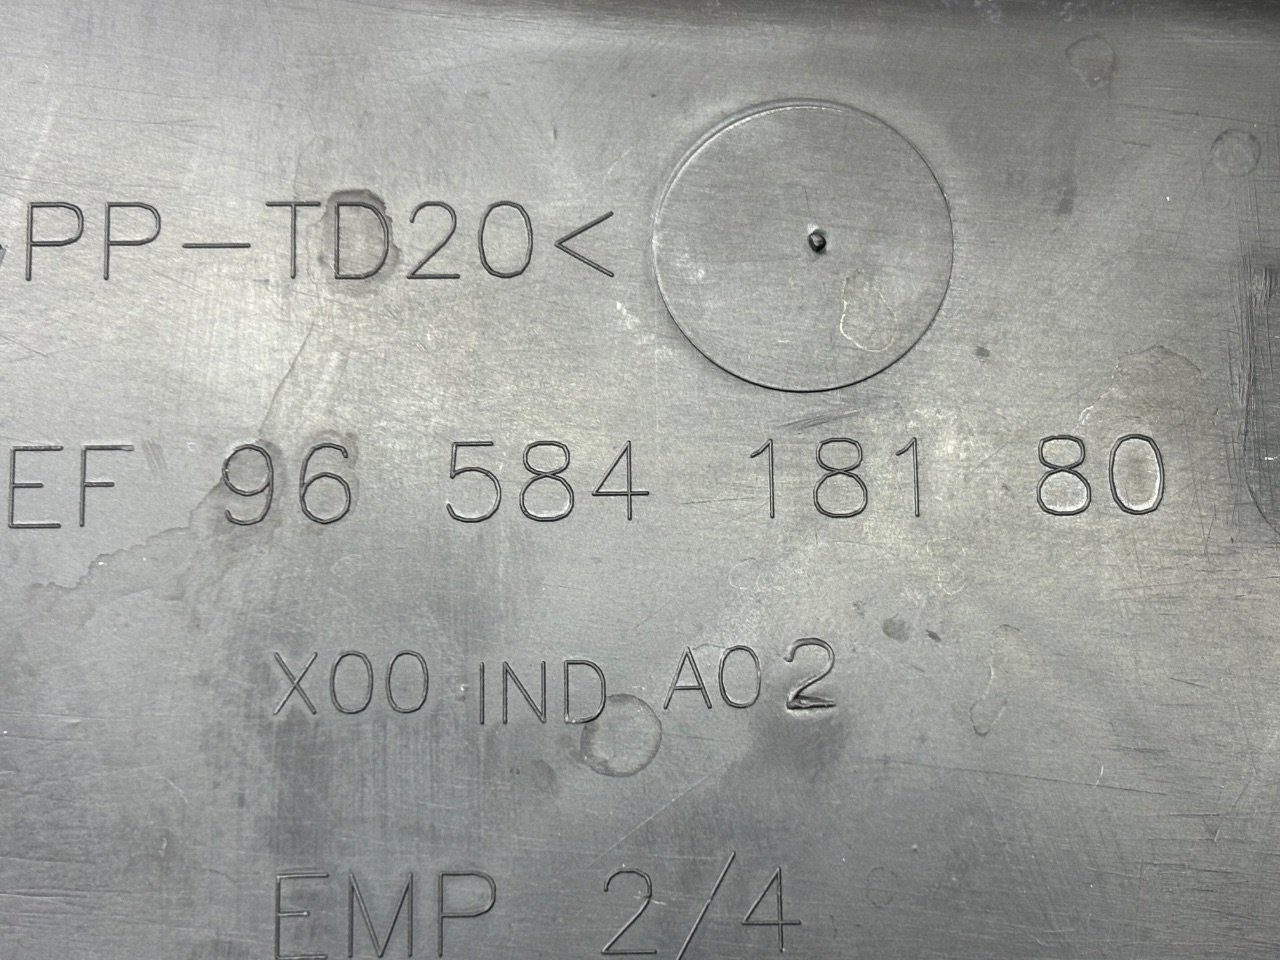 >PP-TD20<
EF 96 584 181 80
X00 IND A02
EMP 2/4